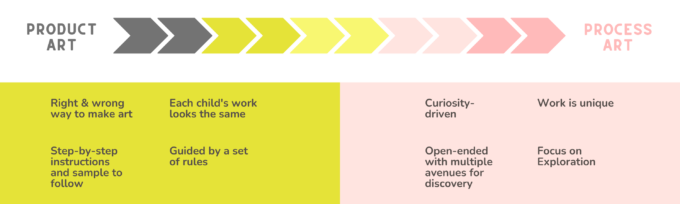 PRODUCT
ART
PROCESS
ART
Right & wrong
way to make art
Each child's work
looks the same
Step-by-step
instructions
and sample to
follow
Guided by a set
of rules
Curiosity-
driven
Work is unique
Open-ended
with multiple
avenues for
discovery
Focus on
Exploration